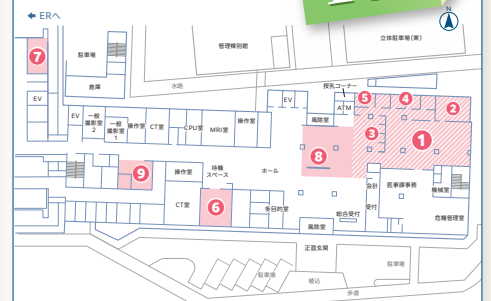 ← ERへ
N
管理棟別館
立体駐車場(東)
駐車場
7
倉庫
水路
授乳コーナー
EV
EV
ATM
5
4
2
EV
一般撮影室2
一般撮影室1
操作室
CT室
CPU室
MRI室
操作室
風除室
3
1
8
9
操作室
待機
スペース
ホール
会計
医事課事務
機械室
CT室
6
多目的室
総合受付
受付
危機管理室
風除室
正面玄関
駐車場
駐車場
植込
歩道